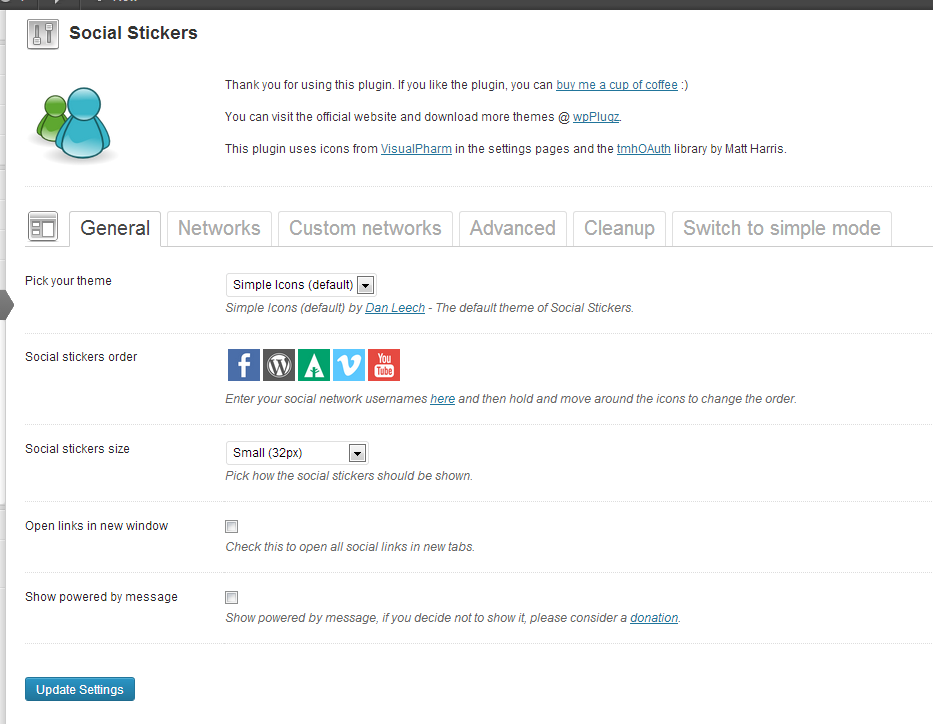 Social Stickers
Thank you for using this plugin. If you like the plugin, you can buy me a cup of coffee :)
You can visit the official website and download more themes @ wpPlugz.
This plugin uses icons from VisualPharm in the settings pages and the tmhOAuth library by Matt Harris.
General Networks Custom networks Advanced Cleanup Switch to simple mode
Pick your theme
Simple Icons (default)
Simple Icons (default) by Dan Leech - The default theme of Social Stickers.
Social stickers order
You
Tube
Enter your social network usernames here and then hold and move around the icons to change the order.
Social stickers size
Small (32px)
Pick how the social stickers should be shown.
Open links in new window
Check this to open all social links in new tabs.
Show powered by message
Show powered by message, if you decide not to show it, please consider a donation.
Update Settings